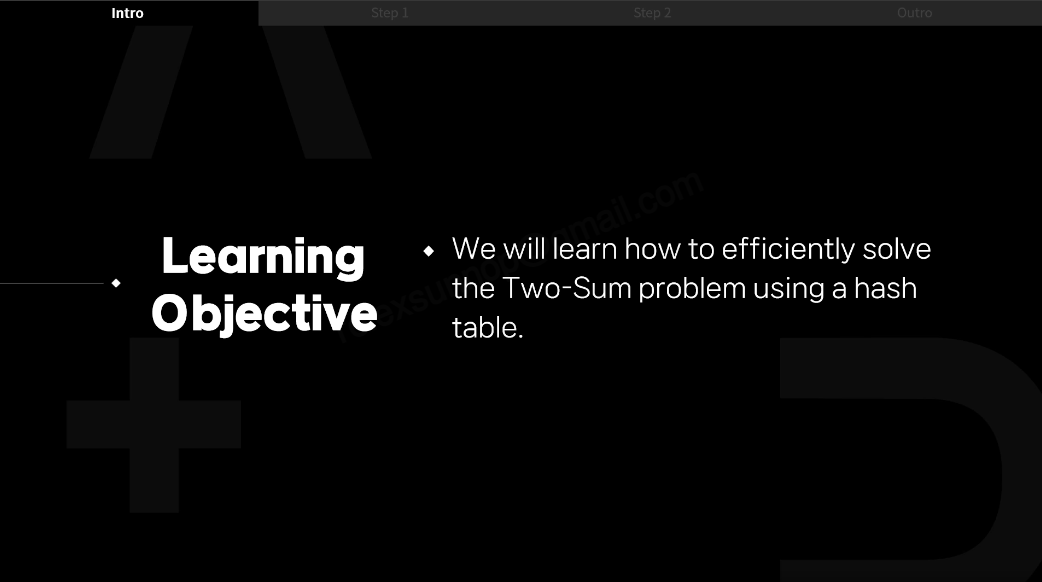 Intro
Step 1
Step 2
Outro
Learning
Objective
We will learn how to efficiently solve
the Two-Sum problem using a hash
table.